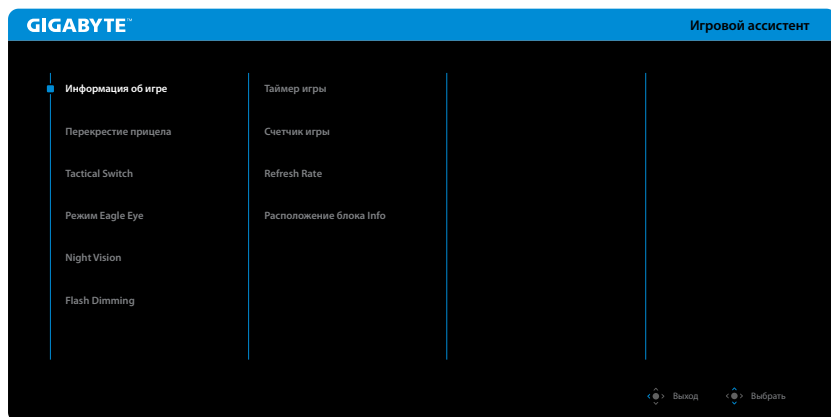 GIGABYTE™
Игровой ассистент
Информация об игре
Перекрестие прицела
Tactical Switch
Режим Eagle Eye
Night Vision
Flash Dimming
Таймер игры
Счетчик игры
Refresh Rate
Расположение блока Info
Выход
Выбрать